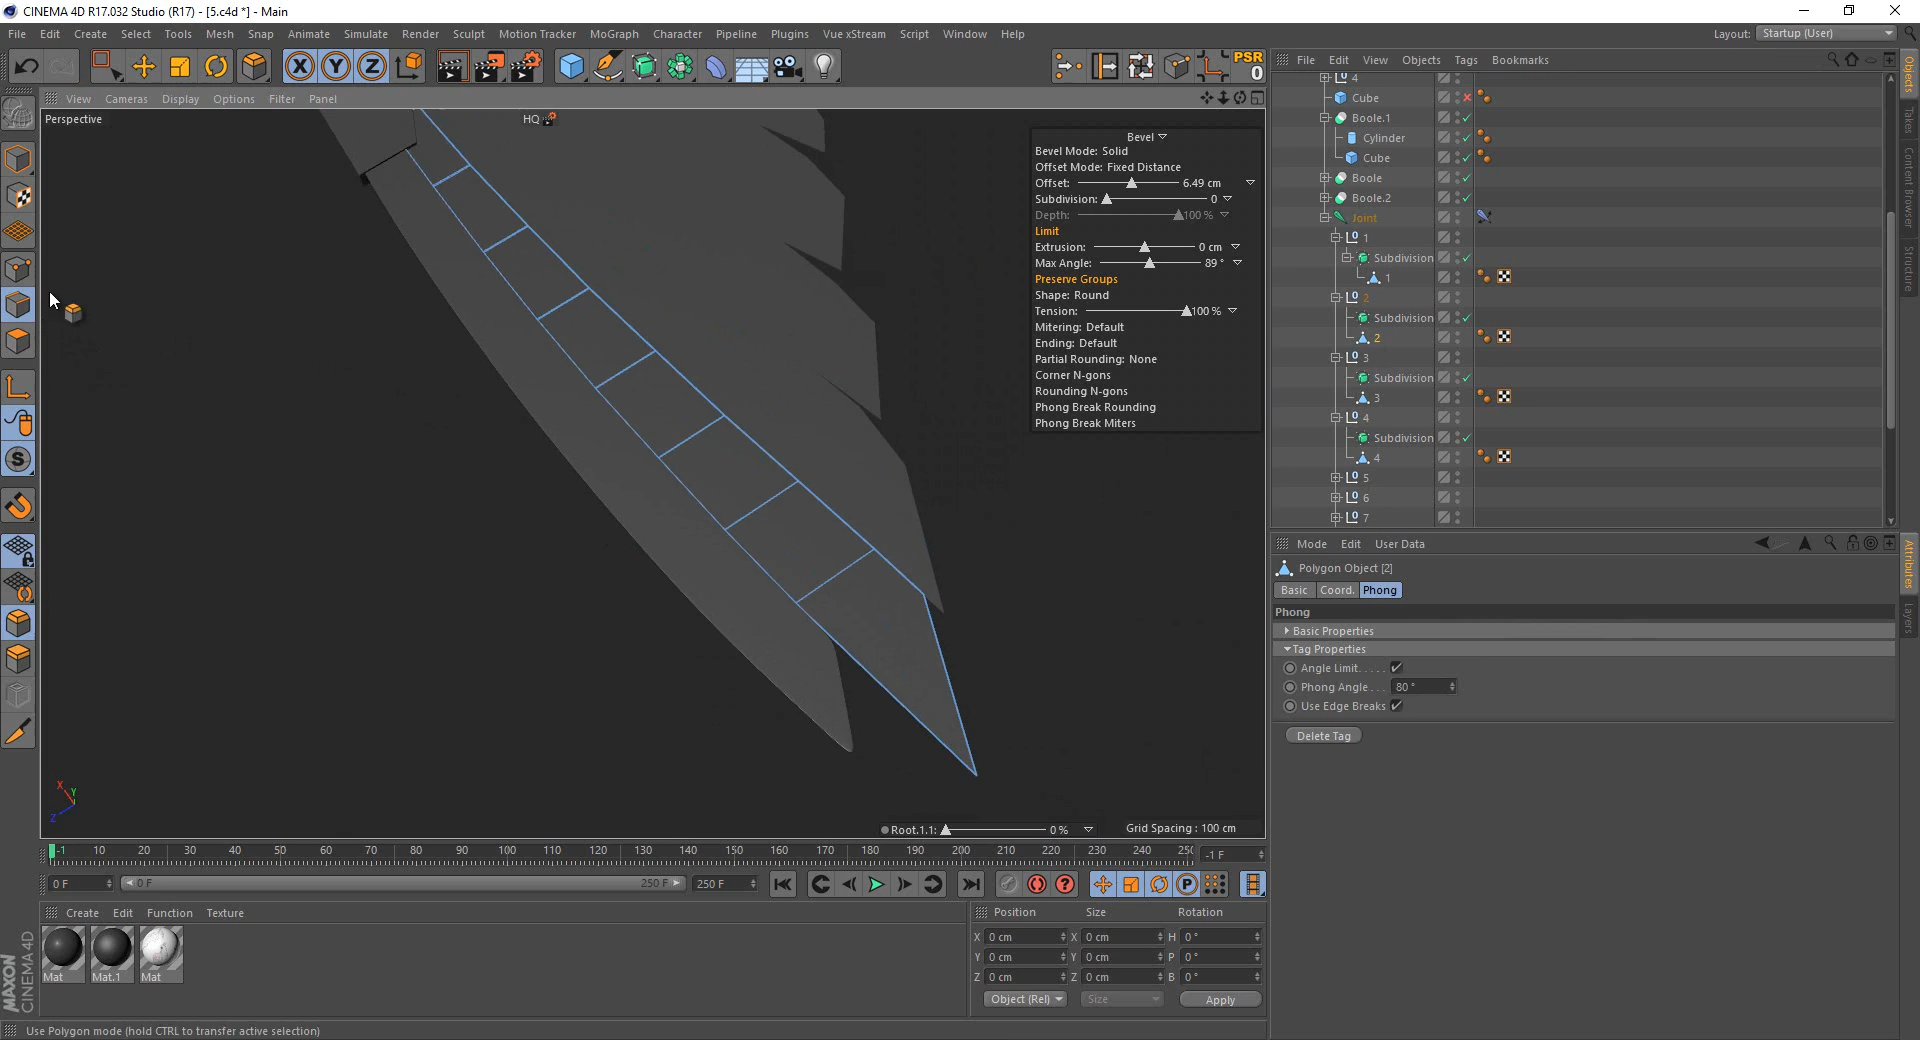 CINEMA 4D R17.032 Studio (R17) - [5.c4d *] - Main
File Edit Create Select Tools Mesh Snap Animate Simulate Render Sculpt Motion Tracker MoGraph Character Pipeline Plugins Vue xStream Script Window Help
Layout: Startup (User)
X Y Z
PSR
0
View Cameras Display Options Filter Panel
Perspective
HQ
Bevel
Bevel Mode: Solid
Offset Mode: Fixed Distance
Offset: 6.49 cm
Subdivision: 0
Depth: 100 %
Limit
Extrusion: 0 cm
Max Angle: 89 °
Preserve Groups
Shape: Round
Tension: 100 %
Mitering: Default
Ending: Default
Partial Rounding: None
Corner N-gons
Rounding N-gons
Phong Break Rounding
Phong Break Miters
X Y
Z
Root.1.1: 0 %
Grid Spacing : 100 cm
File Edit View Objects Tags Bookmarks
4
Cube
Boole.1
Cylinder
Cube
Boole
Boole.2
Joint
1
Subdivision
1
2
Subdivision
2
3
Subdivision
3
4
Subdivision
4
5
6
7
Objects
Takes
Content Browser
Structure
Mode Edit User Data
Polygon Object [2]
Basic Coord. Phong
Phong
Basic Properties
Tag Properties
Angle Limit.....
Phong Angle... 80 °
Use Edge Breaks
Delete Tag
Attributes
Layers
-1 10 20 30 40 50 60 70 80 90 100 110 120 130 140 150 160 170 180 190 200 210 220 230 240 250
-1 F
0 F 0 F 250 F 250 F
P
Create Edit Function Texture
Mat Mat.1 Mat
Position Size Rotation
X 0 cm X 0 cm H 0 °
Y 0 cm Y 0 cm P 0 °
Z 0 cm Z 0 cm B 0 °
Object (Rel) Size Apply
MAXON
CINEMA 4D
Use Polygon mode (hold CTRL to transfer active selection)